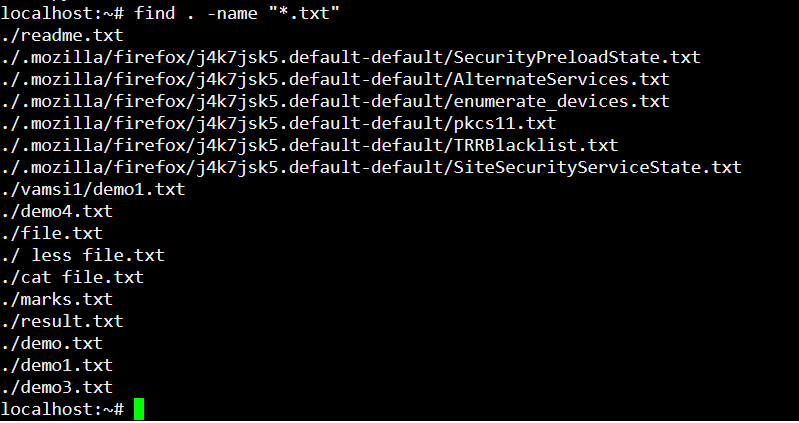 localhost:~# find . -name "*.txt"
./readme.txt
./.mozilla/firefox/j4k7jsk5.default-default/SecurityPreloadState.txt
./.mozilla/firefox/j4k7jsk5.default-default/AlternateServices.txt
./.mozilla/firefox/j4k7jsk5.default-default/enumerate_devices.txt
./.mozilla/firefox/j4k7jsk5.default-default/pkcs11.txt
./.mozilla/firefox/j4k7jsk5.default-default/TRRBlacklist.txt
./.mozilla/firefox/j4k7jsk5.default-default/SiteSecurityServiceState.txt
./vamsi1/demo1.txt
./demo4.txt
./file.txt
./ less file.txt
./cat file.txt
./marks.txt
./result.txt
./demo.txt
./demo1.txt
./demo3.txt
localhost:~#